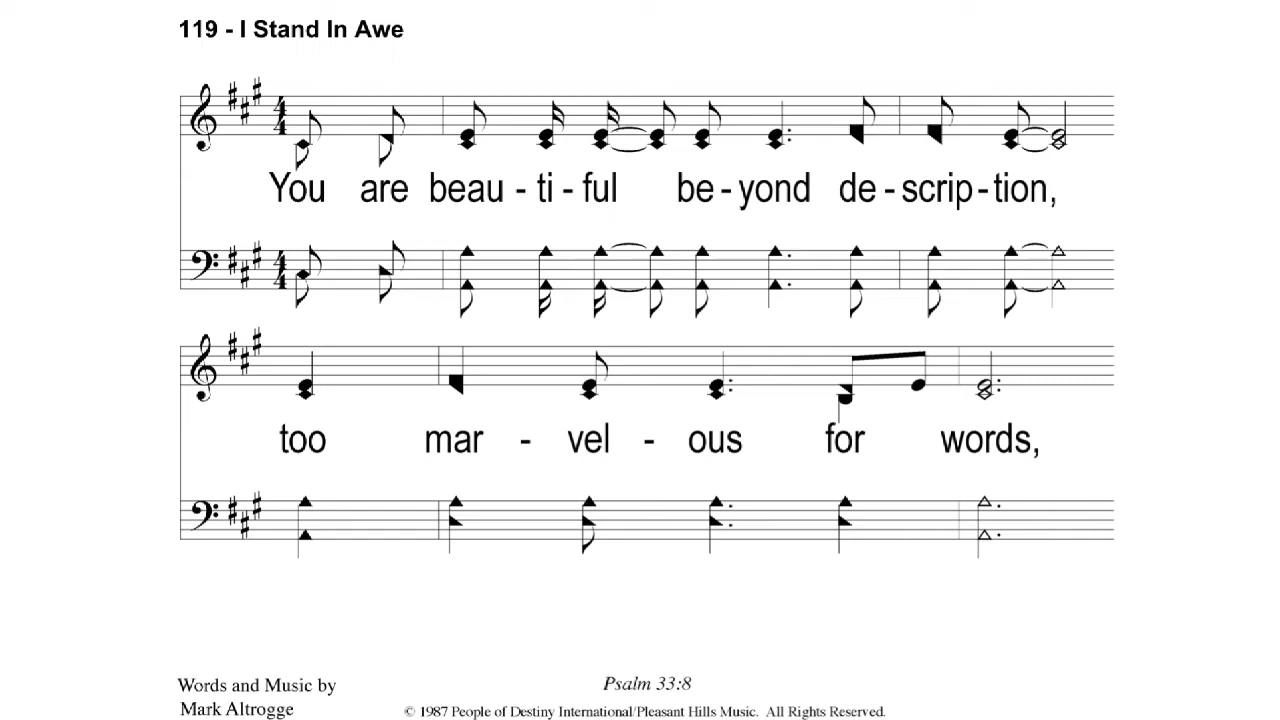 119 - I Stand In Awe
You are beau - ti - ful be - yond de - scrip - tion,
too mar - vel - ous for words,
Words and Music by
Mark Altrogge
Psalm 33:8
© 1987 People of Destiny International/Pleasant Hills Music. All Rights Reserved.